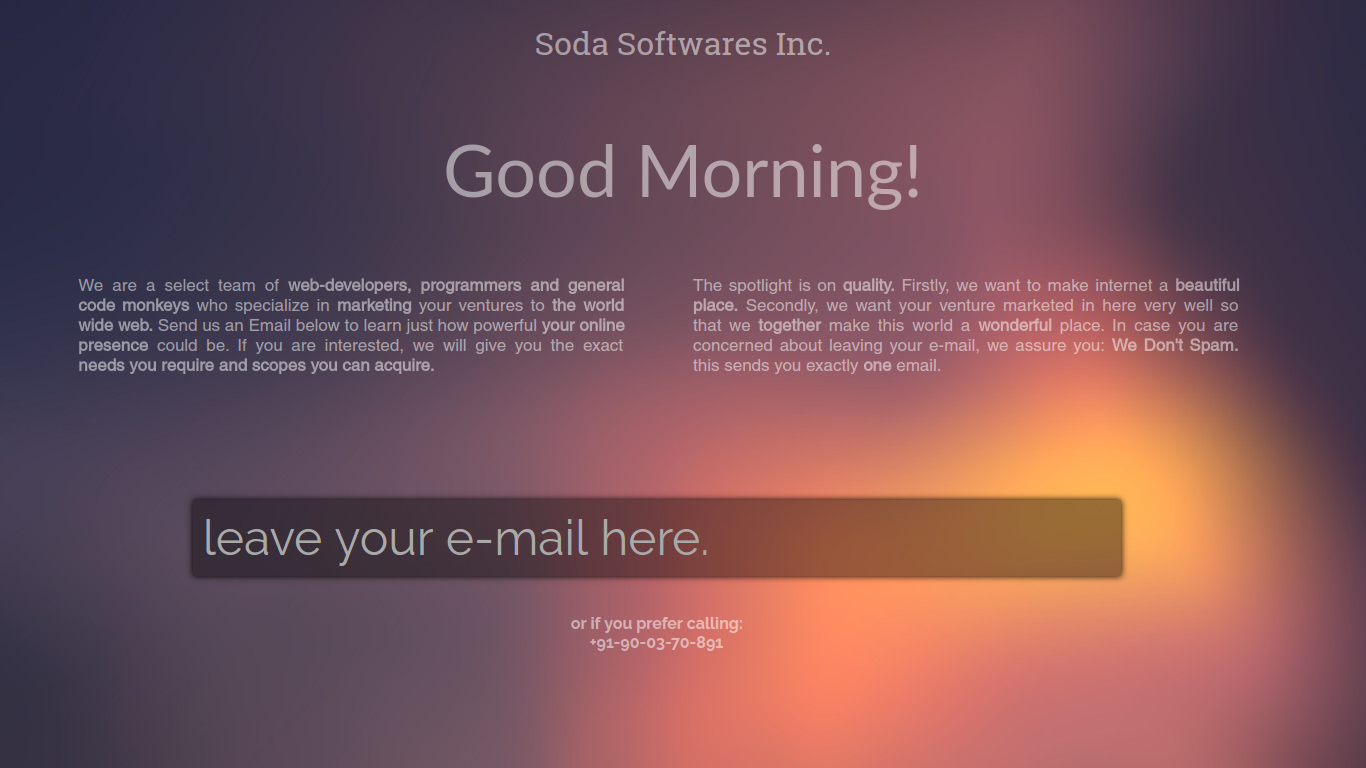 Soda Softwares Inc.
Good Morning!
We are a select team of web-developers, programmers and general
code monkeys who specialize in marketing your ventures to the world
wide web. Send us an Email below to learn just how powerful your online
presence could be. If you are interested, we will give you the exact
needs you require and scopes you can acquire.
The spotlight is on quality. Firstly, we want to make internet a beautiful
place. Secondly, we want your venture marketed in here very well so
that we together make this world a wonderful place. In case you are
concerned about leaving your e-mail, we assure you: We Don't Spam.
this sends you exactly one email.
leave your e-mail here.
or if you prefer calling:
+91-90-03-70-891